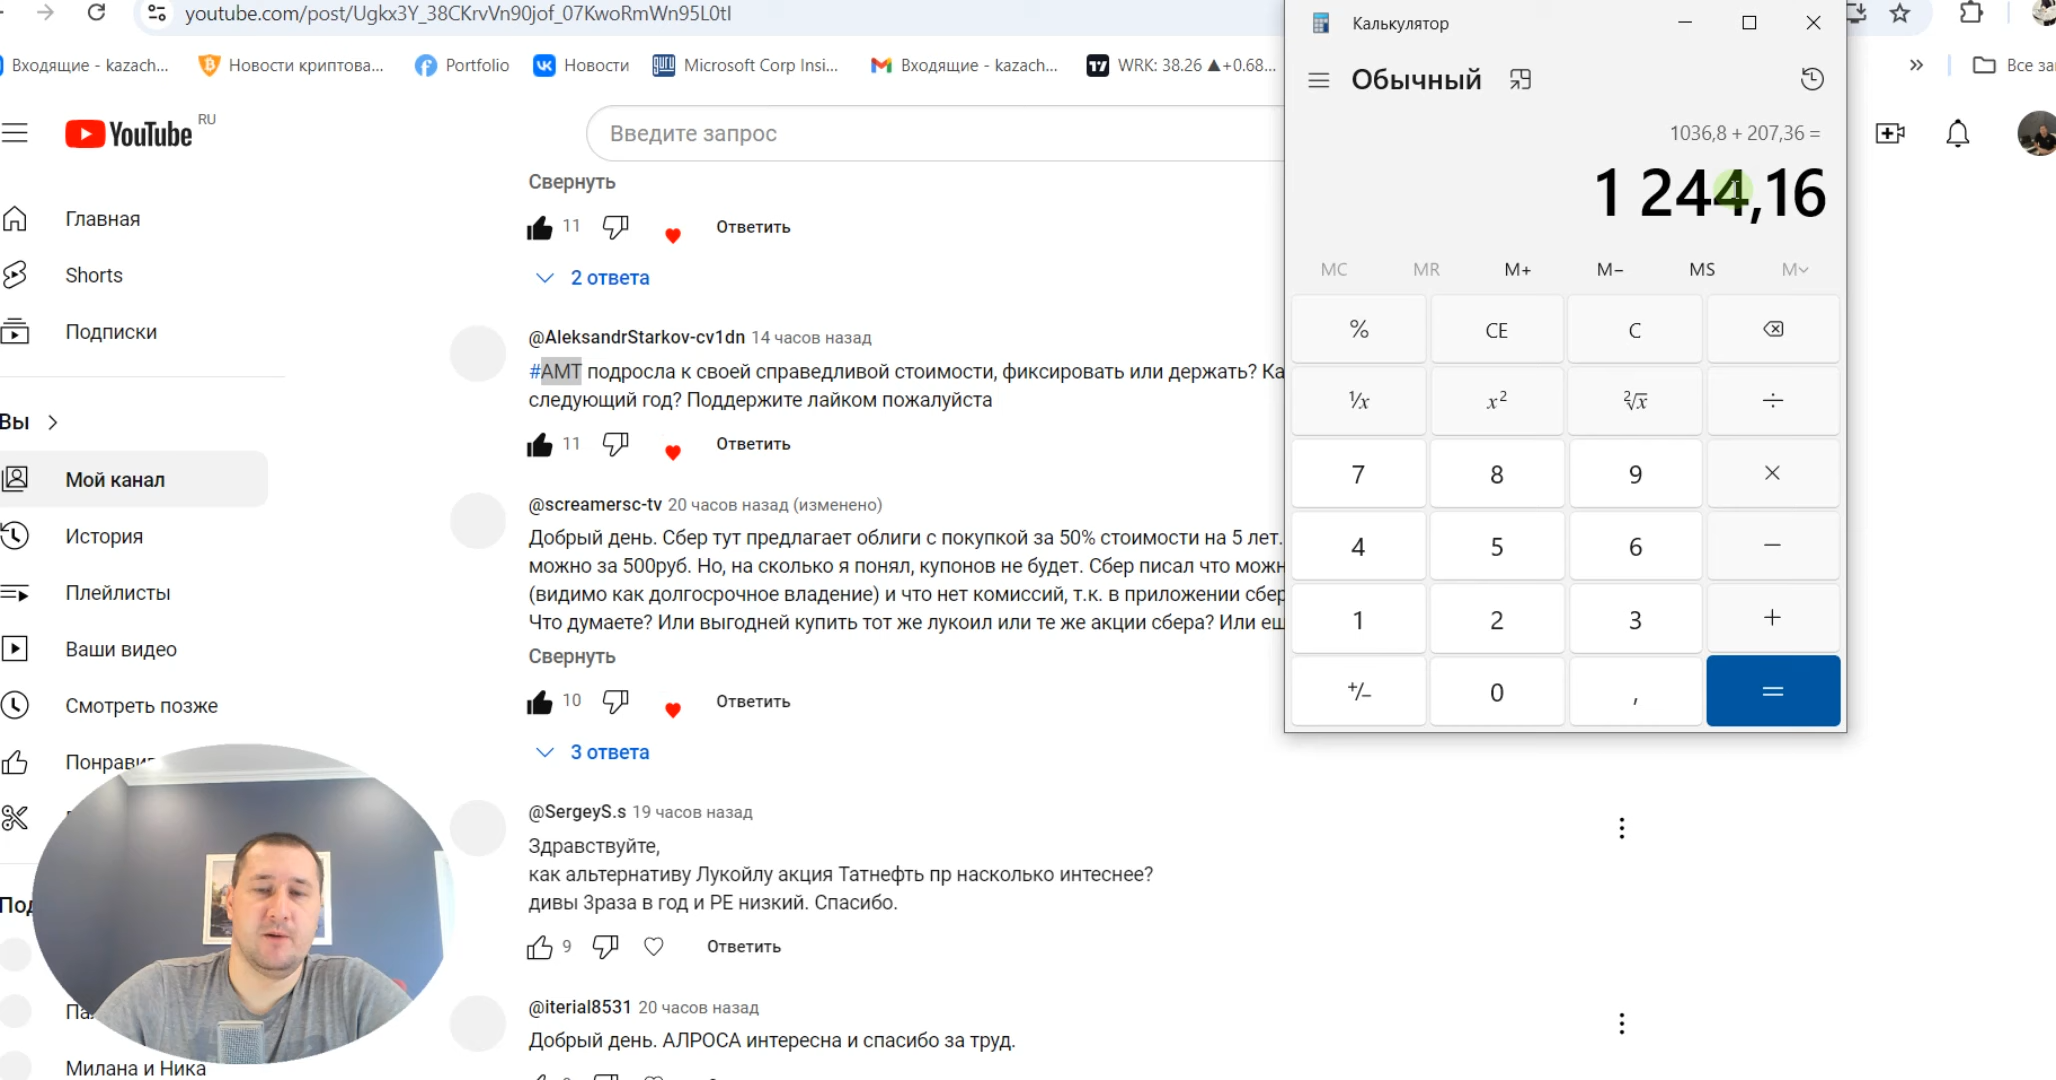 youtube.com/post/Ugkx3Y_38CKrvVn90jof_07KwoRmWn95L0tI
Входящие - kazach...
Новости криптова...
Portfolio
Новости
Microsoft Corp Insi...
Входящие - kazach...
WRK: 38.26 ▲+0.68...
»
Все за
YouTube RU
Введите запрос
Главная
Shorts
Подписки
Вы
Мой канал
История
Плейлисты
Ваши видео
Смотреть позже
Милана и Ника
Свернуть
11
Ответить
2 ответа
@AleksandrStarkov-cv1dn 14 часов назад
#АМТ подросла к своей справедливой стоимости, фиксировать или держать? Ка
следующий год? Поддержите лайком пожалуйста
11
Ответить
@screamersc-tv 20 часов назад (изменено)
Добрый день. Сбер тут предлагает облиги с покупкой за 50% стоимости на 5 лет.
можно за 500руб. Но, на сколько я понял, купонов не будет. Сбер писал что можн
(видимо как долгосрочное владение) и что нет комиссий, т.к. в приложении сбер
Что думаете? Или выгодней купить тот же лукоил или те же акции сбера? Или ещ
Свернуть
10
Ответить
3 ответа
@SergeyS.s 19 часов назад
Здравствуйте,
как альтернативу Лукойлу акция Татнефть пр насколько интеснее?
дивы 3раза в год и РЕ низкий. Спасибо.
9
Ответить
@iterial8531 20 часов назад
Добрый день. АЛРОСА интересна и спасибо за труд.
Калькулятор
Обычный
1036,8 + 207,36 =
1 244,16
MC MR M+ M− MS M
% CE C
⅟x x² ²√x ÷
7 8 9 ×
4 5 6 −
1 2 3 +
+/− 0 , =